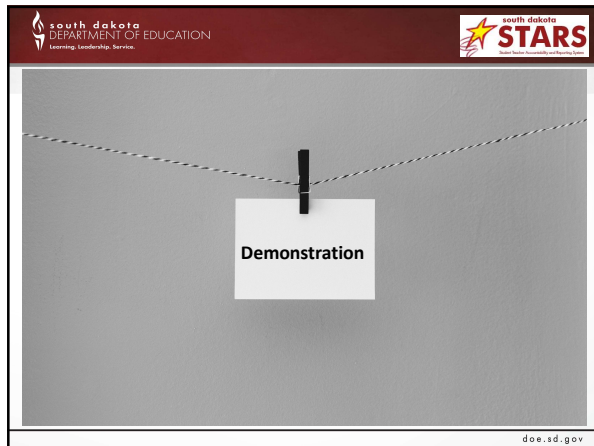 south dakota
DEPARTMENT OF EDUCATION
Learning. Leadership. Service.
south dakota
STARS
Student Teacher Accountability and Reporting System
Demonstration
doe.sd.gov